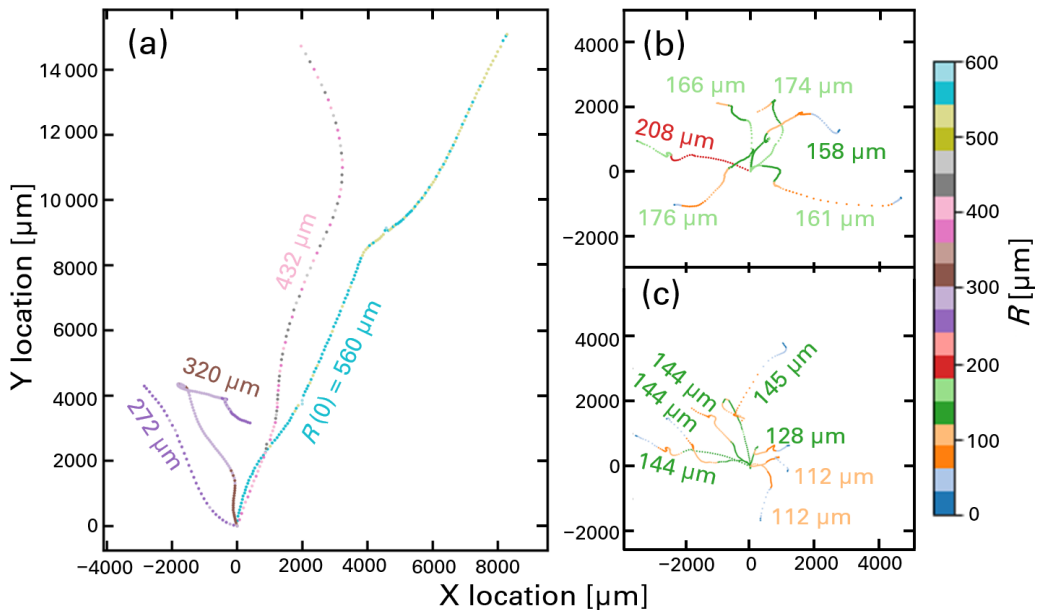 (a)
14 000
12 000
10 000
8000
6000
4000
2000
0
−4000 −2000 0 2000 4000 6000 8000
Y location [µm]
432 µm
R(0) = 560 µm
320 µm
272 µm
(b)
4000
2000
0
−2000
166 µm
174 µm
208 µm
158 µm
176 µm
161 µm
(c)
4000
2000
0
−2000
−2000 0 2000 4000
144 µm
144 µm
145 µm
128 µm
144 µm
112 µm
112 µm
X location [µm]
600
500
400
300
200
100
0
R [µm]